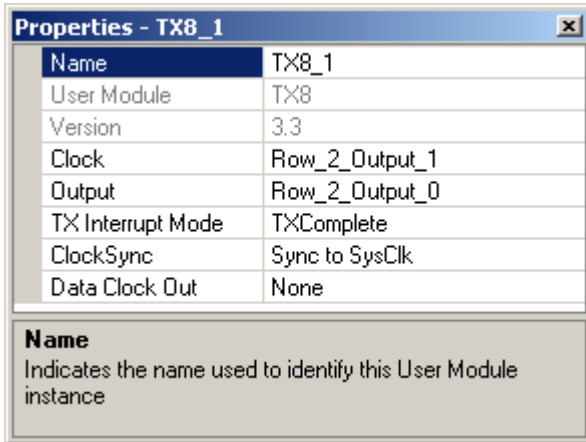 Properties - TX8_1
Name TX8_1
User Module TX8
Version 3.3
Clock Row_2_Output_1
Output Row_2_Output_0
TX Interrupt Mode TXComplete
ClockSync Sync to SysClk
Data Clock Out None
Name
Indicates the name used to identify this User Module
instance